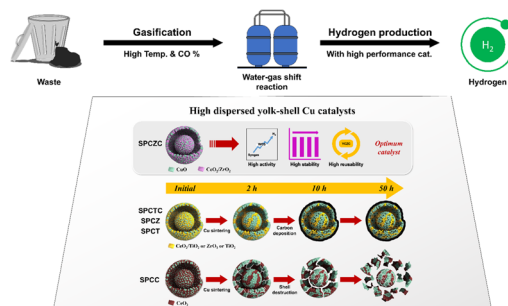 Gasification
High Temp. & CO %
Hydrogen production
With high performance cat.
H2
Waste
Water-gas shift
reaction
Hydrogen
High dispersed yolk-shell Cu catalysts
SPCZC
High activity
High stability
High reusability
Optimum
catalyst
CuO
CeO2/ZrO2
Initial
2 h
10 h
50 h
SPCTC
SPCZ
SPCT
Cu sintering
Carbon
deposition
CeO2/TiO2 or ZrO2 or TiO2
SPCC
Cu sintering
Shell
destruction
CeO2